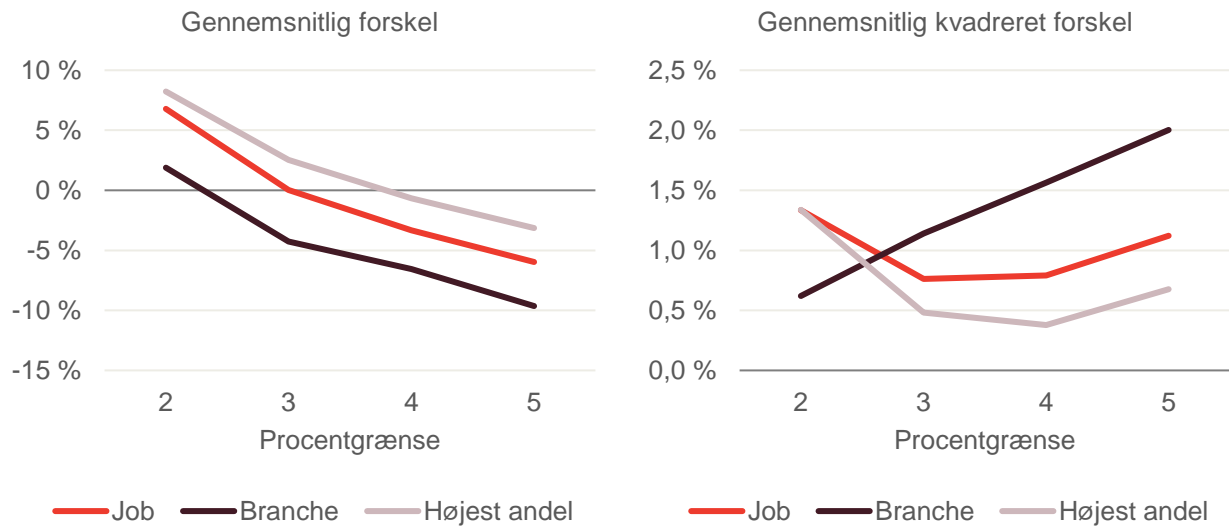 Gennemsnitlig forskel
10 %
5 %
0 %
-5 %
-10 %
-15 %
2 3 4 5
Procentgrænse
Job Branche Højest andel
Gennemsnitlig kvadreret forskel
2,5 %
2,0 %
1,5 %
1,0 %
0,5 %
0,0 %
2 3 4 5
Procentgrænse
Job Branche Højest andel